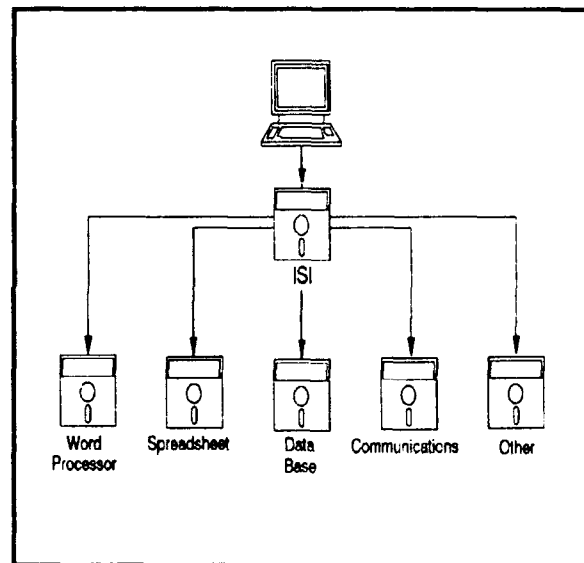 ISI
Word
Processor
Spreadsheet
Data
Base
Communications
Other